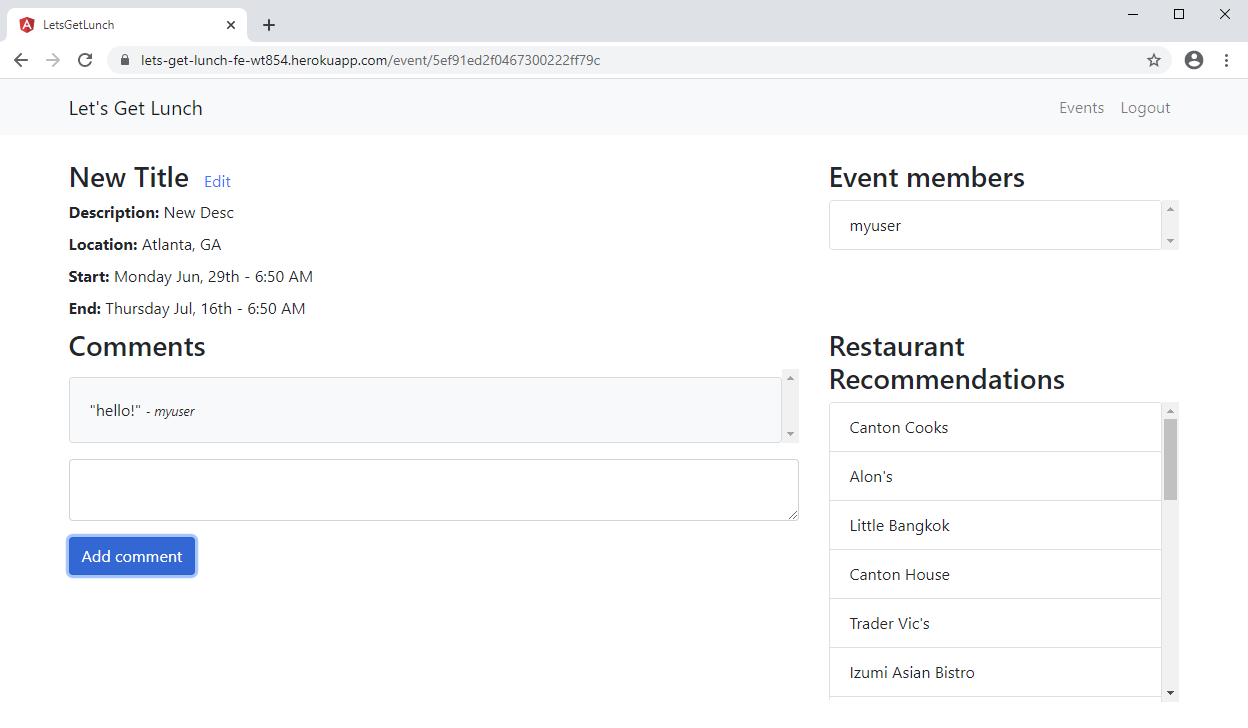 LetsGetLunch
lets-get-lunch-fe-wt854.herokuapp.com/event/5ef91ed2f0467300222ff79c
Let's Get Lunch
Events
Logout
New Title
Edit
Description: New Desc
Location: Atlanta, GA
Start: Monday Jun, 29th - 6:50 AM
End: Thursday Jul, 16th - 6:50 AM
Comments
"hello!" - myuser
Add comment
Event members
myuser
Restaurant
Recommendations
Canton Cooks
Alon's
Little Bangkok
Canton House
Trader Vic's
Izumi Asian Bistro